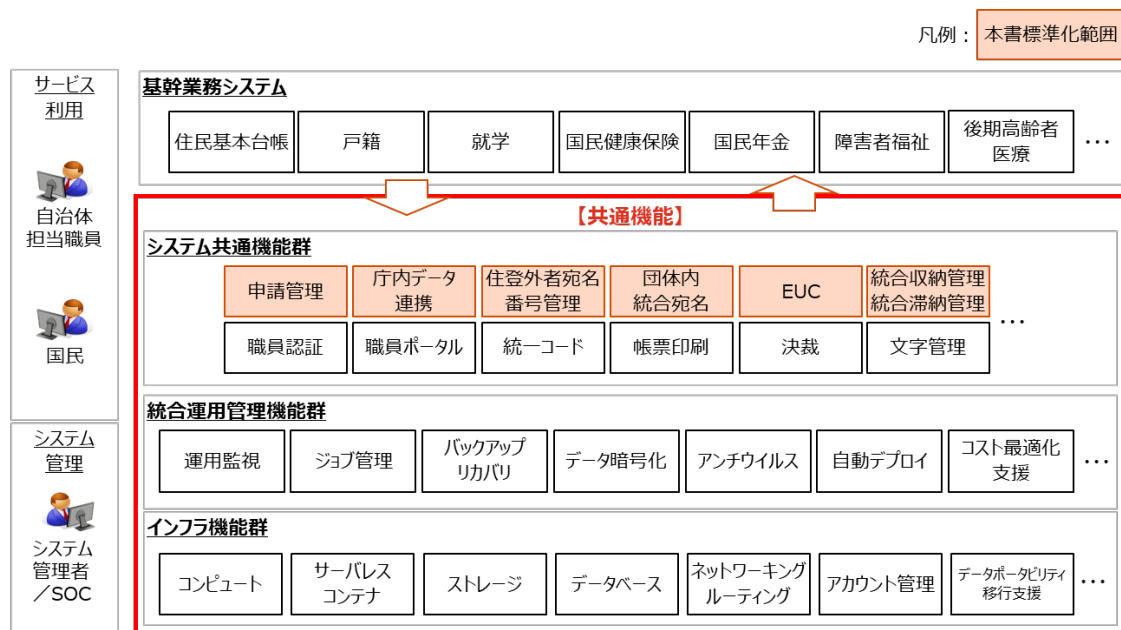 凡例：
本書標準化範囲
サービス
利用
自治体
担当職員
国民
システム
管理
システム
管理者
／SOC
基幹業務システム
住民基本台帳
戸籍
就学
国民健康保険
国民年金
障害者福祉
後期高齢者
医療
…
【共通機能】
システム共通機能群
申請管理
庁内データ
連携
住登外者宛名
番号管理
団体内
統合宛名
EUC
統合収納管理
統合滞納管理
…
職員認証
職員ポータル
統一コード
帳票印刷
決裁
文字管理
統合運用管理機能群
運用監視
ジョブ管理
バックアップ
リカバリ
データ暗号化
アンチウイルス
自動デプロイ
コスト最適化
支援
…
インフラ機能群
コンピュート
サーバレス
コンテナ
ストレージ
データベース
ネットワーキング
ルーティング
アカウント管理
データポータビリティ
移行支援
…